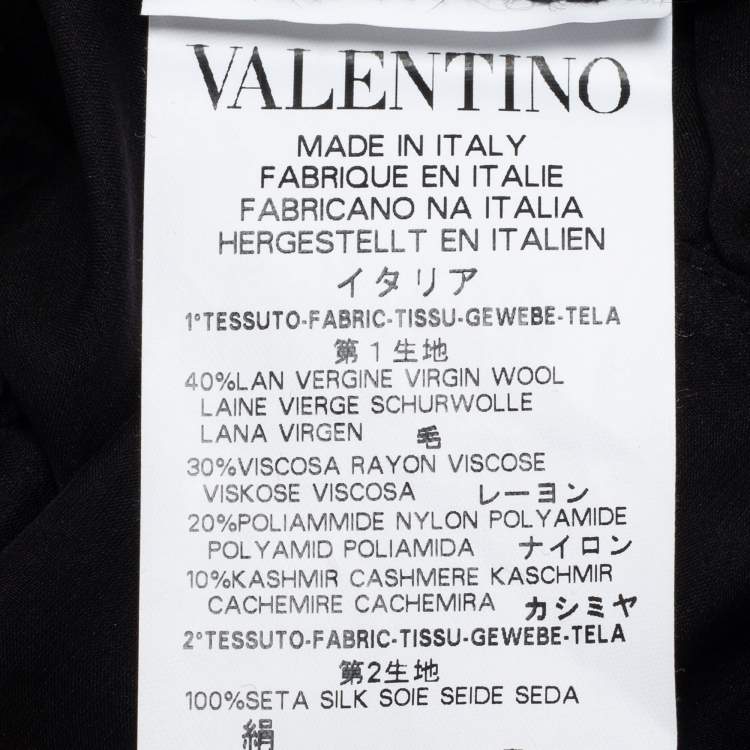 VALENTINO
MADE IN ITALY
FABRIQUE EN ITALIE
FABRICANO NA ITALIA
HERGESTELLT EN ITALIEN
イタリア
1°TESSUTO-FABRIC-TISSU-GEWEBE-TELA
第1生地
40%LAN VERGINE VIRGIN WOOL
LAINE VIERGE SCHURWOLLE
LANA VIRGEN 毛
30%VISCOSA RAYON VISCOSE
VISKOSE VISCOSA レーヨン
20%POLIAMMIDE NYLON POLYAMIDE
POLYAMID POLIAMIDA ナイロン
10%KASHMIR CASHMERE KASCHMIR
CACHEMIRE CACHEMIRA カシミヤ
2°TESSUTO-FABRIC-TISSU-GEWEBE-TELA
第2生地
100%SETA SILK SOIE SEIDE SEDA
絹